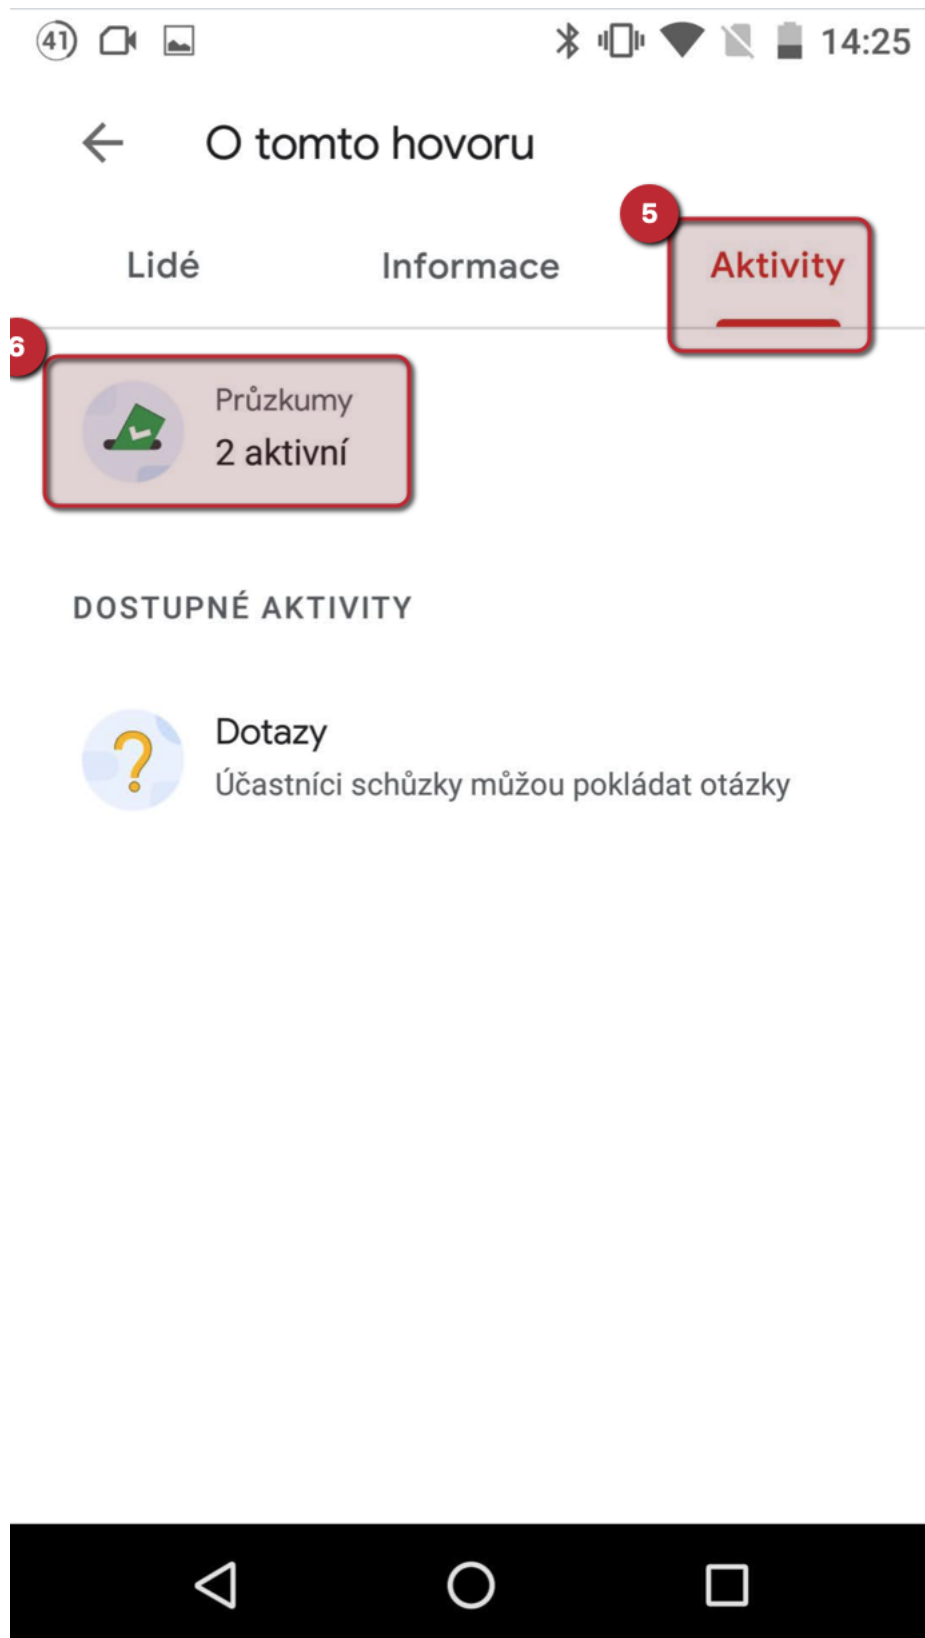 41 14:25
O tomto hovoru
5
Lidé Informace Aktivity
6
Průzkumy
2 aktivní
DOSTUPNÉ AKTIVITY
Dotazy
Účastníci schůzky můžou pokládat otázky